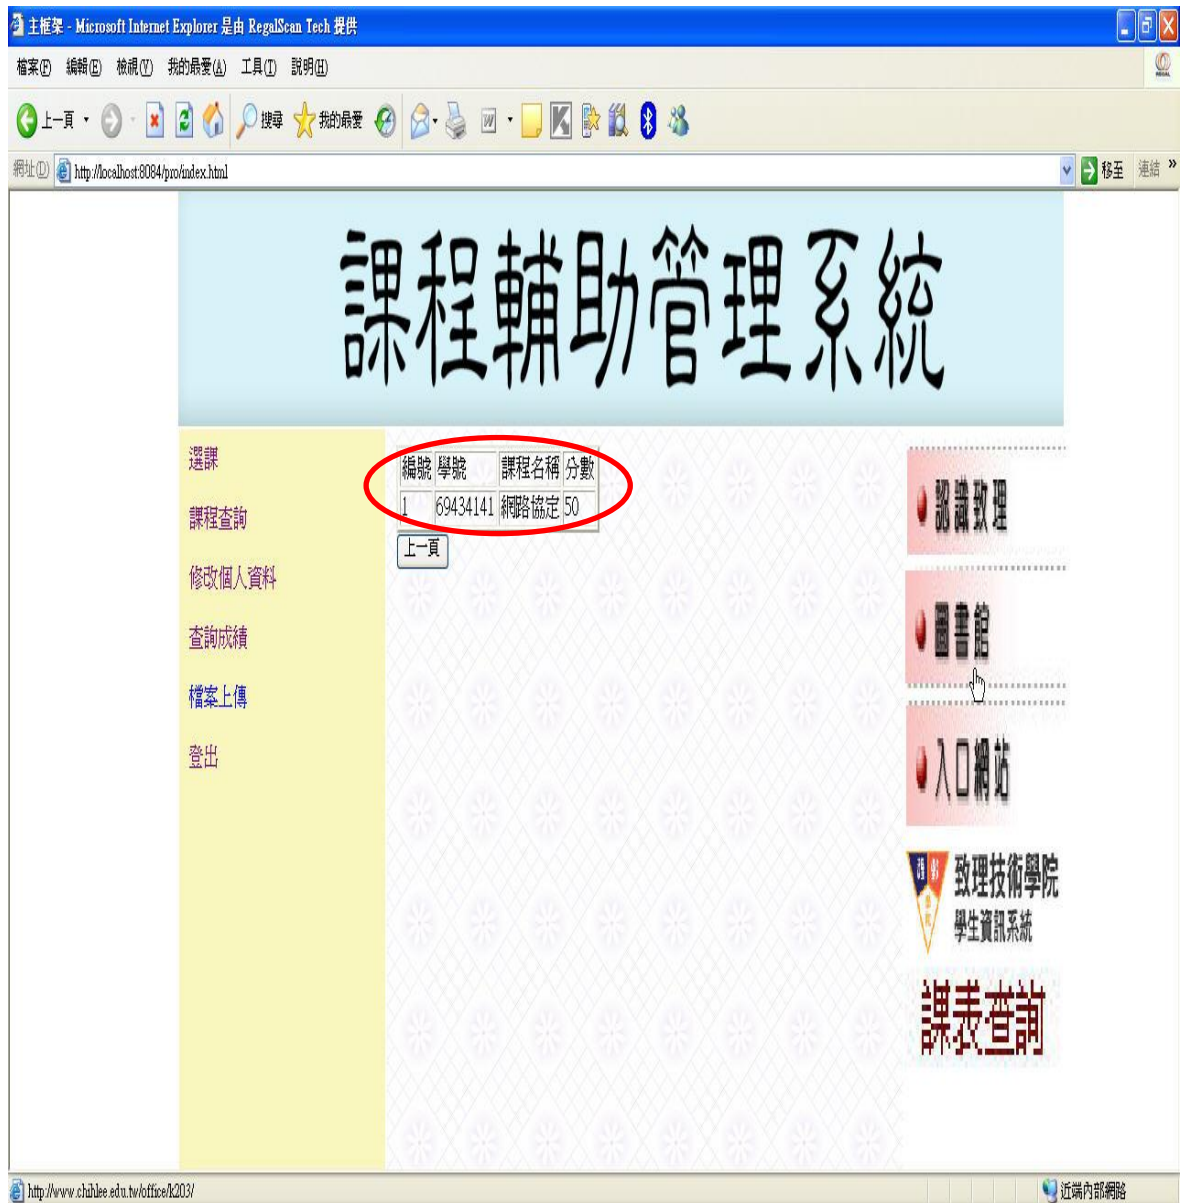 主框架 - Microsoft Internet Explorer 是由 RegalScan Tech 提供
檔案(F) 編輯(E) 檢視(V) 我的最愛(A) 工具(T) 說明(H)
上一頁 搜尋 我的最愛
網址(D) http://localhost:8084/pro/index.html 移至 連結 »
課程輔助管理系統
選課
課程查詢
修改個人資料
查詢成績
檔案上傳
登出
編號 學號 課程名稱 分數
1 69434141 網路協定 50
上一頁
認識致理
圖書館
入口網站
致理技術學院
學生資訊系統
課表查詢
http://www.chihlee.edu.tw/office/k203/ 近端內部網路